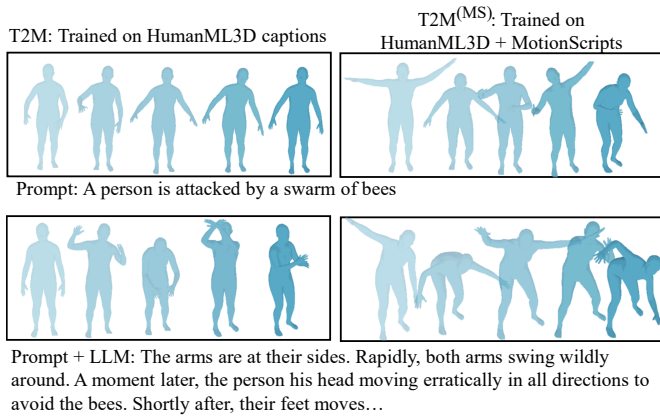 T2M: Trained on HumanML3D captions
T2M(MS): Trained on
HumanML3D + MotionScripts
Prompt: A person is attacked by a swarm of bees
Prompt + LLM: The arms are at their sides. Rapidly, both arms swing wildly
around. A moment later, the person his head moving erratically in all directions to
avoid the bees. Shortly after, their feet moves…